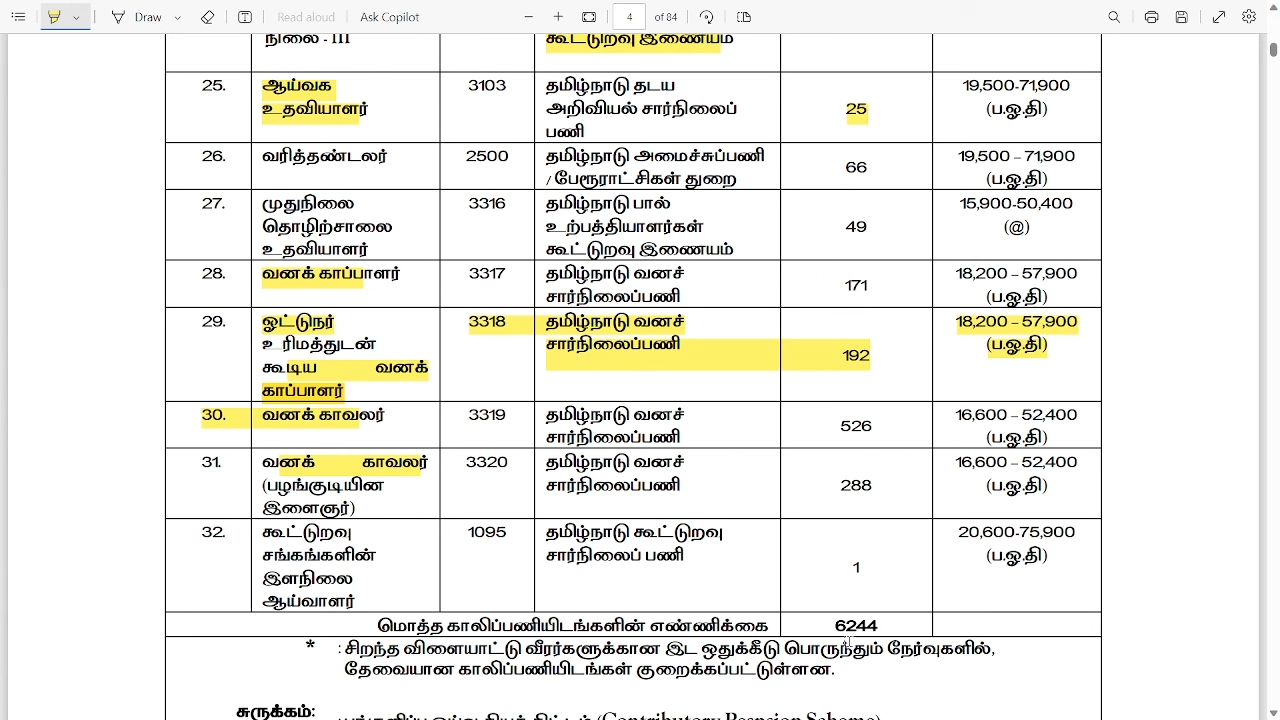 Draw
Read aloud
Ask Copilot
4
of 84
நிலை - III
கூட்டுறவு இணையம்
25.
ஆய்வக
உதவியாளர்
3103
தமிழ்நாடு தடய
அறிவியல் சார்நிலைப்
பணி
25
19,500-71,900
(ப.ஓ.தி)
26.
வரித்தண்டலர்
2500
தமிழ்நாடு அமைச்சுப்பணி
/ பேரூராட்சிகள் துறை
66
19,500 – 71,900
(ப.ஓ.தி)
27.
முதுநிலை
தொழிற்சாலை
உதவியாளர்
3316
தமிழ்நாடு பால்
உற்பத்தியாளர்கள்
கூட்டுறவு இணையம்
49
15,900-50,400
(@)
28.
வனக் காப்பாளர்
3317
தமிழ்நாடு வனச்
சார்நிலைப்பணி
171
18,200 – 57,900
(ப.ஓ.தி)
29.
ஓட்டுநர்
உரிமத்துடன்
கூடிய வனக்
காப்பாளர்
3318
தமிழ்நாடு வனச்
சார்நிலைப்பணி
192
18,200 – 57,900
(ப.ஓ.தி)
30.
வனக் காவலர்
3319
தமிழ்நாடு வனச்
சார்நிலைப்பணி
526
16,600 – 52,400
(ப.ஓ.தி)
31.
வனக் காவலர்
(பழங்குடியின
இளைஞர்)
3320
தமிழ்நாடு வனச்
சார்நிலைப்பணி
288
16,600 – 52,400
(ப.ஓ.தி)
32.
கூட்டுறவு
சங்கங்களின்
இளநிலை
ஆய்வாளர்
1095
தமிழ்நாடு கூட்டுறவு
சார்நிலைப் பணி
1
20,600-75,900
(ப.ஓ.தி)
மொத்த காலிப்பணியிடங்களின் எண்ணிக்கை
6244
* : சிறந்த விளையாட்டு வீரர்களுக்கான இட ஒதுக்கீடு பொருந்தும் நேர்வுகளில்,
தேவையான காலிப்பணியிடங்கள் குறைக்கப்பட்டுள்ளன.
சுருக்கம்: